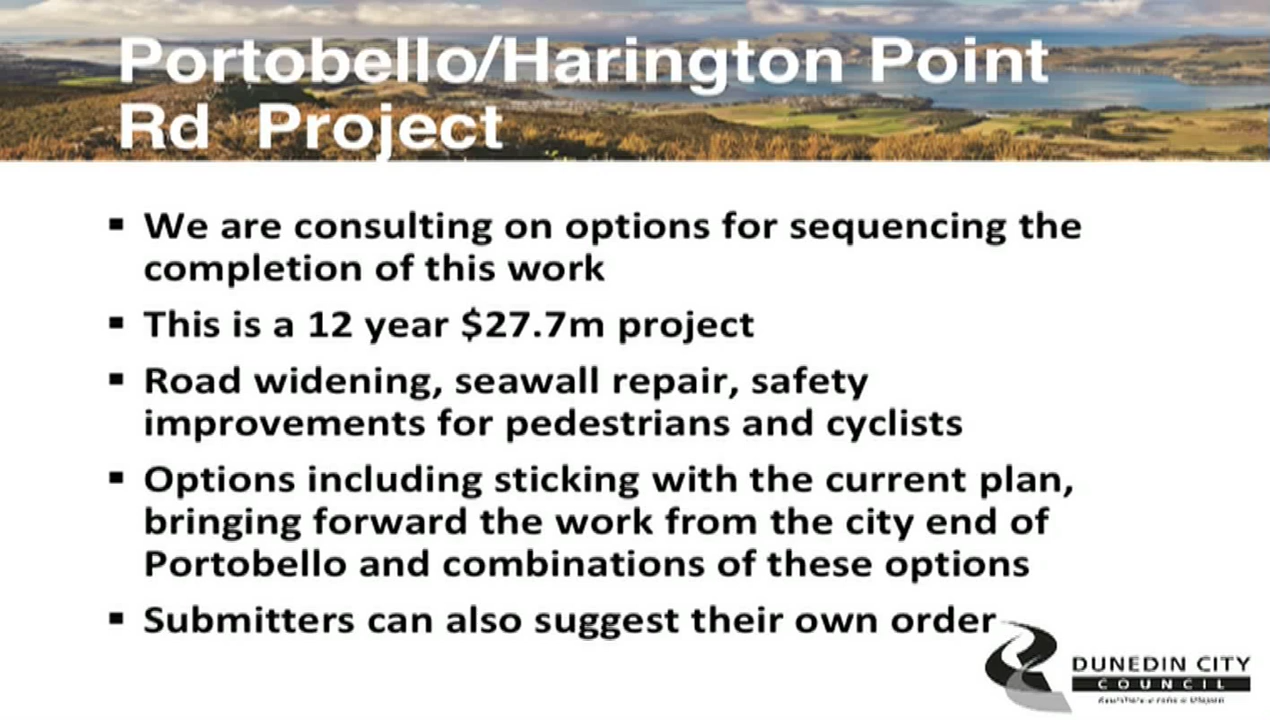 Portobello/Harington Point
Rd Project
▪ We are consulting on options for sequencing the
completion of this work
▪ This is a 12 year $27.7m project
▪ Road widening, seawall repair, safety
improvements for pedestrians and cyclists
▪ Options including sticking with the current plan,
bringing forward the work from the city end of
Portobello and combinations of these options
▪ Submitters can also suggest their own order
DUNEDIN CITY
COUNCIL